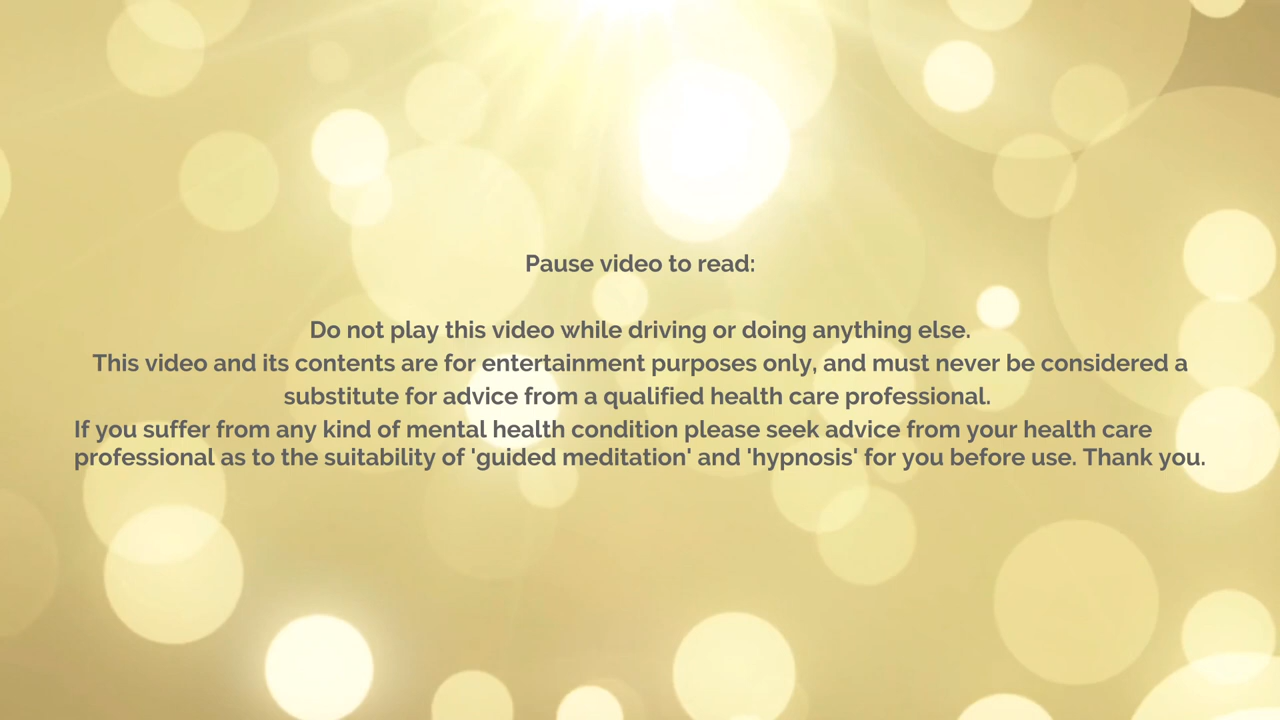 Pause video to read:
Do not play this video while driving or doing anything else.
This video and its contents are for entertainment purposes only, and must never be considered a
substitute for advice from a qualified health care professional.
If you suffer from any kind of mental health condition please seek advice from your health care
professional as to the suitability of 'guided meditation' and 'hypnosis' for you before use. Thank you.